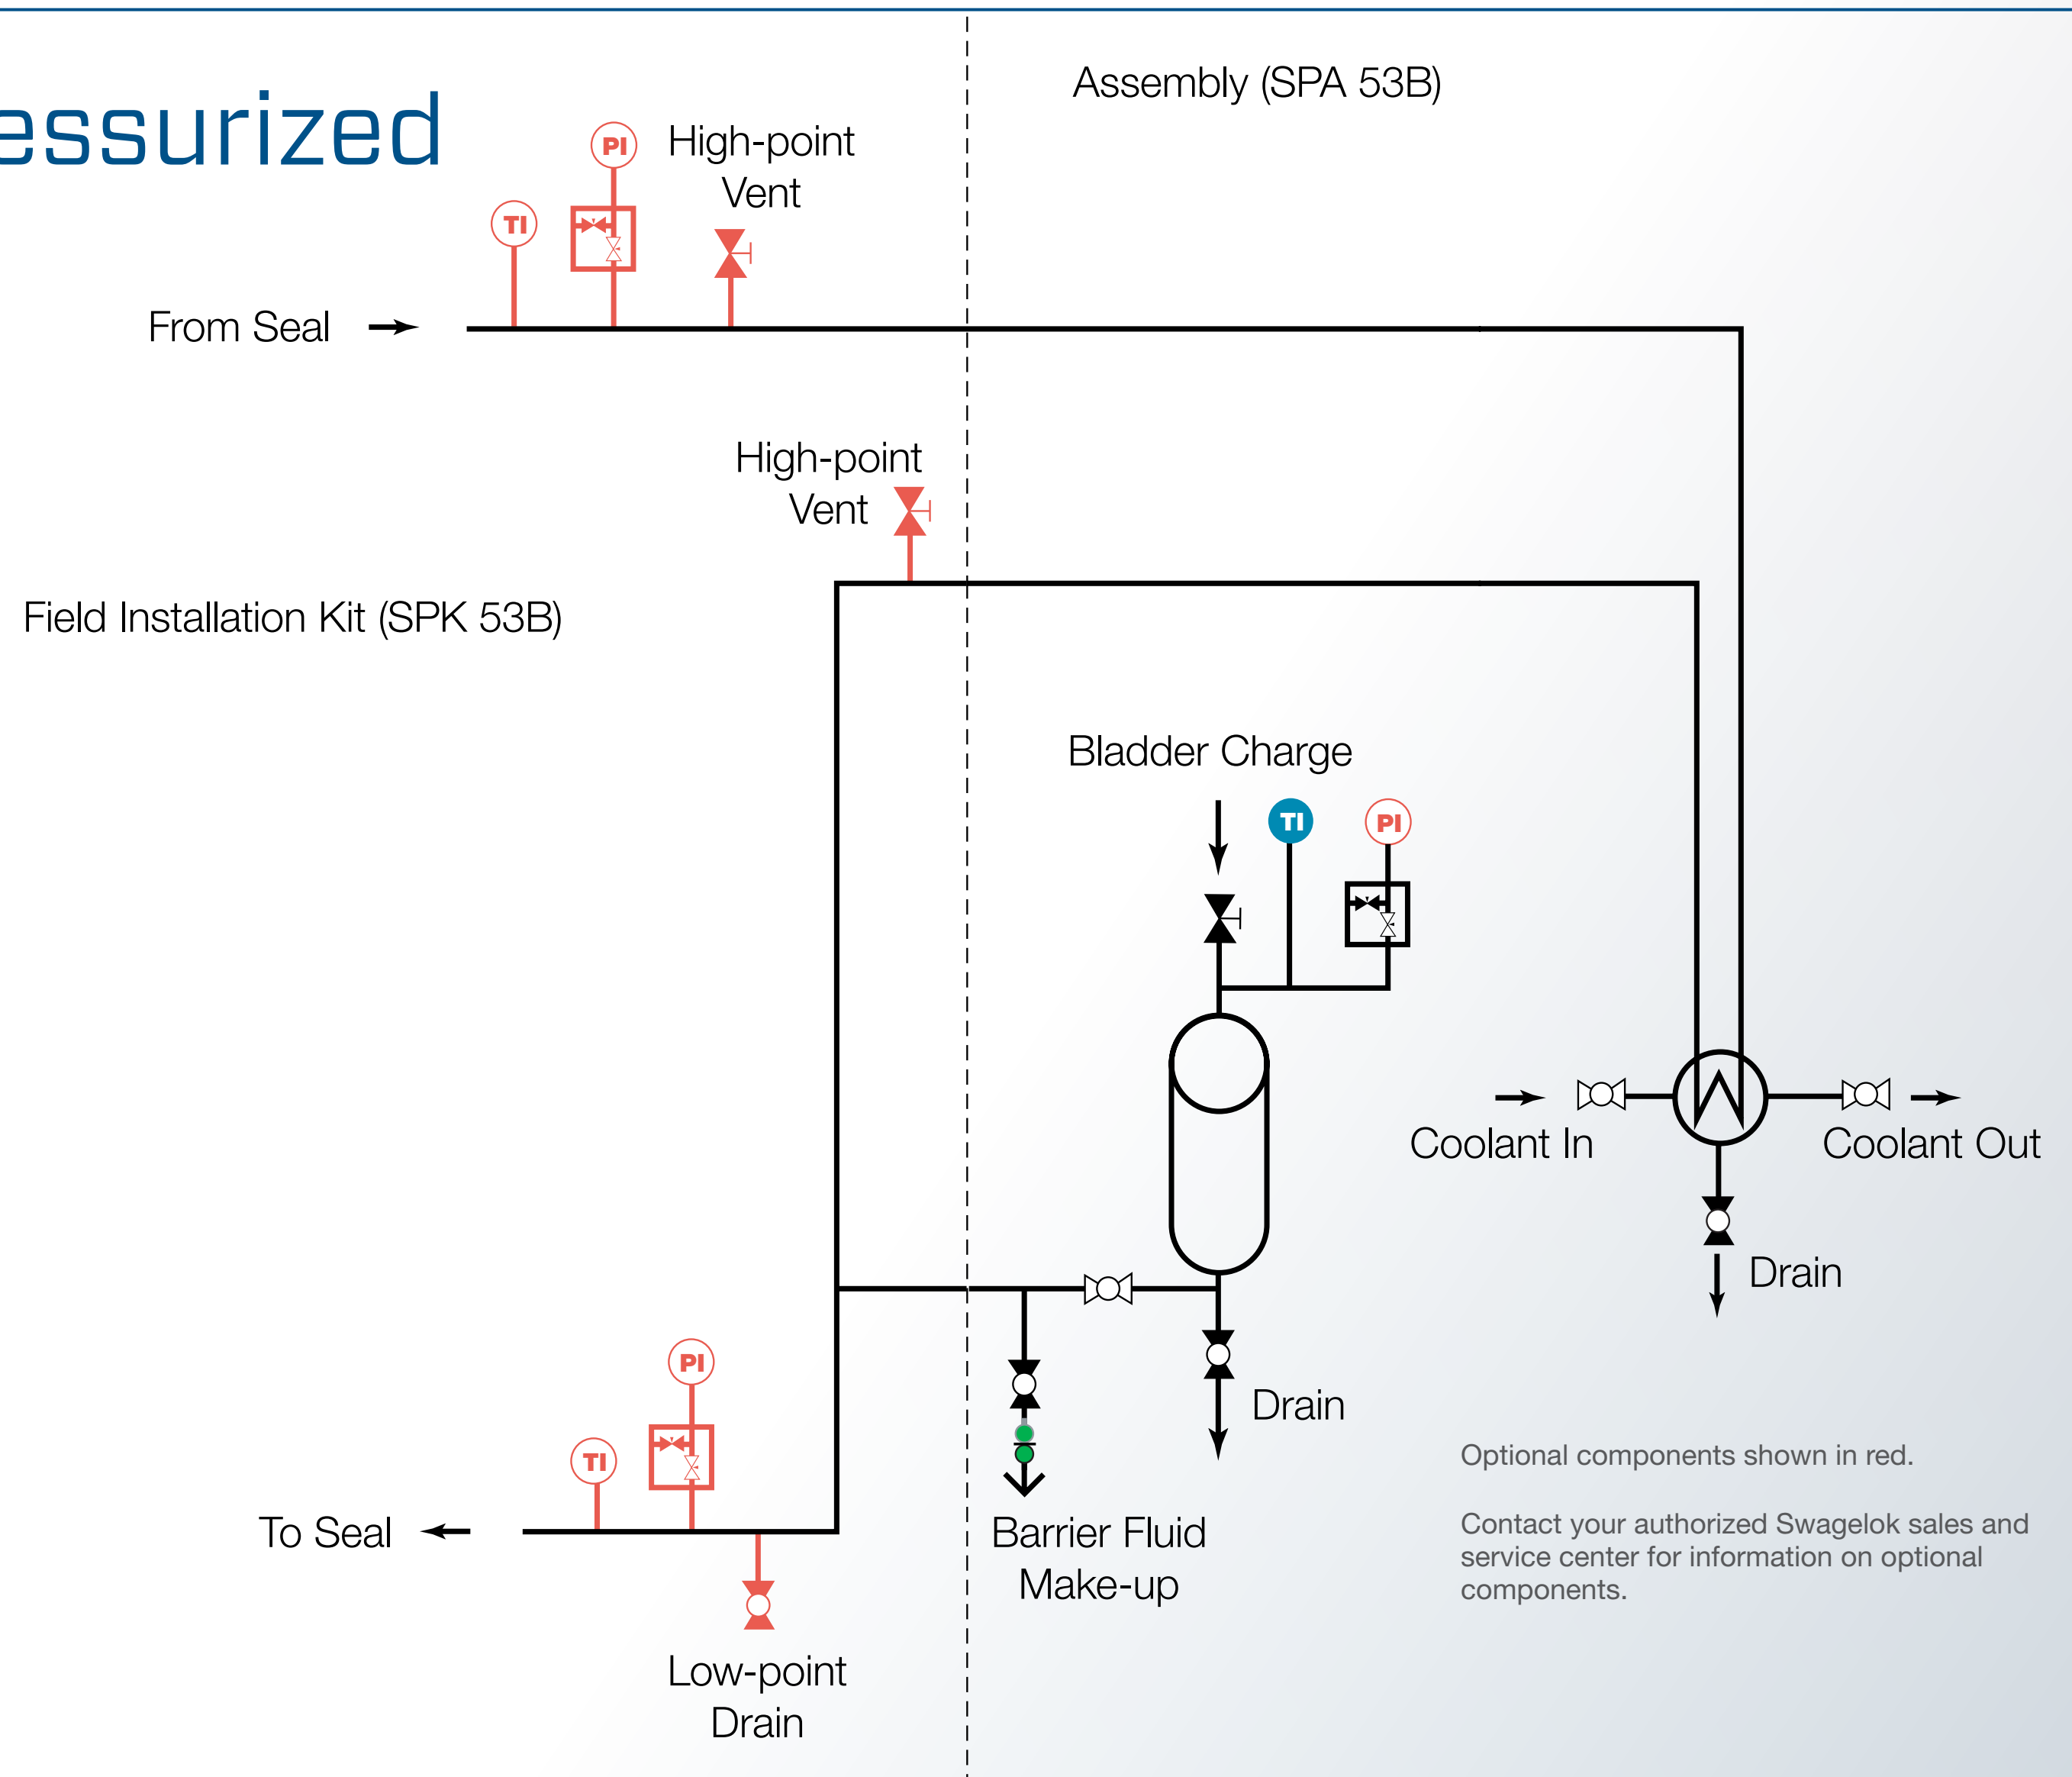 essurized
Assembly (SPA 53B)
PI
High-point
Vent
TI
From Seal
High-point
Vent
Field Installation Kit (SPK 53B)
Bladder Charge
TI
PI
Coolant In
Coolant Out
Drain
PI
Drain
TI
Optional components shown in red.
To Seal
Barrier Fluid
Make-up
Contact your authorized Swagelok sales and
service center for information on optional
components.
Low-point
Drain